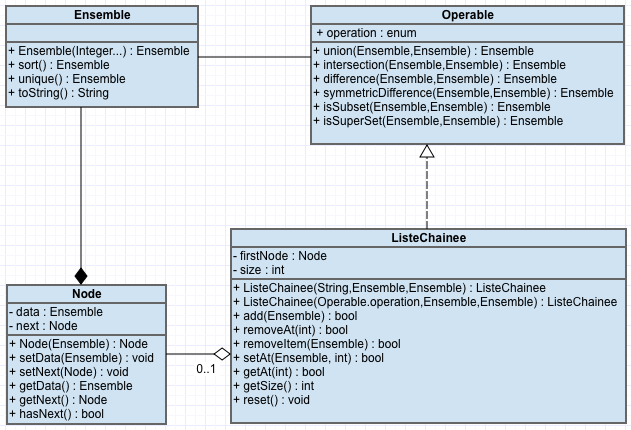 Ensemble
+ Ensemble(Integer...) : Ensemble
+ sort() : Ensemble
+ unique() : Ensemble
+ toString() : String
Operable
+ operation : enum
+ union(Ensemble,Ensemble) : Ensemble
+ intersection(Ensemble,Ensemble) : Ensemble
+ difference(Ensemble,Ensemble) : Ensemble
+ symmetricDifference(Ensemble,Ensemble) : Ensemble
+ isSubset(Ensemble,Ensemble) : Ensemble
+ isSuperSet(Ensemble,Ensemble) : Ensemble
Node
- data : Ensemble
- next : Node
+ Node(Ensemble) : Node
+ setData(Ensemble) : void
+ setNext(Node) : void
+ getData() : Ensemble
+ getNext() : Node
+ hasNext() : bool
0..1
ListeChainee
- firstNode : Node
- size : int
+ ListeChainee(String,Ensemble,Ensemble) : ListeChainee
+ ListeChainee(Operable.operation,Ensemble,Ensemble) : ListeChainee
+ add(Ensemble) : bool
+ removeAt(int) : bool
+ removeItem(Ensemble) : bool
+ setAt(Ensemble, int) : bool
+ getAt(int) : bool
+ getSize() : int
+ reset() : void